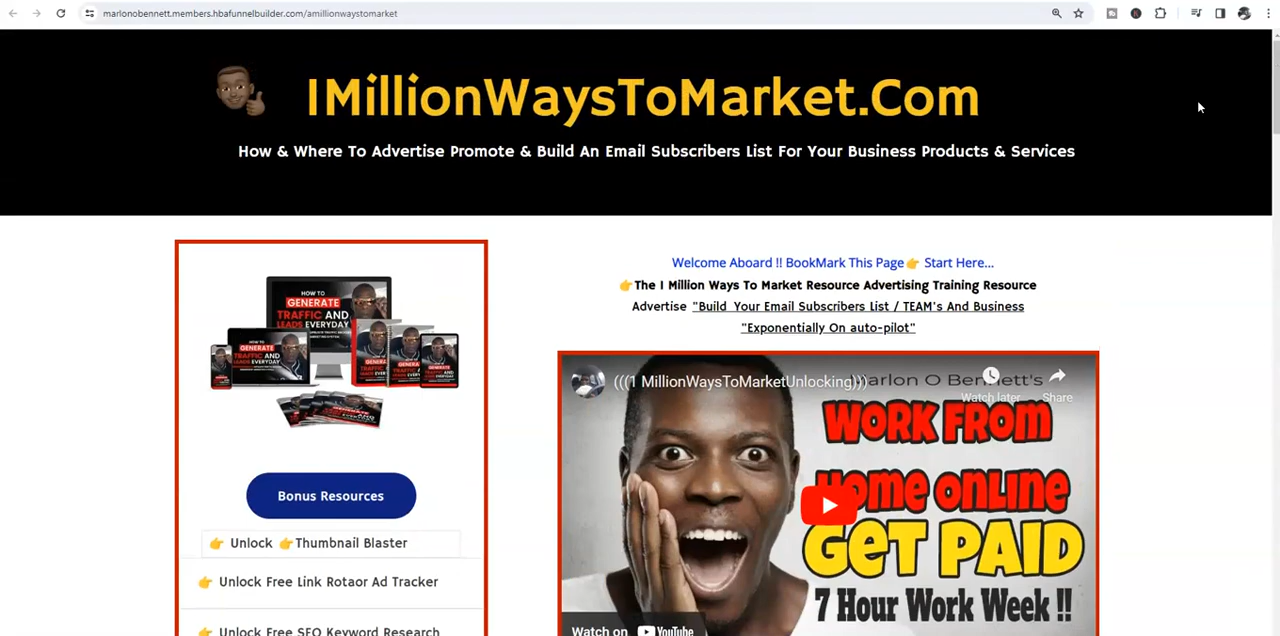 marlonobennett.members.hbafunnelbuilder.com/amillionwaystomarket
1MillionWaysToMarket.Com
How & Where To Advertise Promote & Build An Email Subscribers List For Your Business Products & Services
HOW TO
GENERATE
TRAFFIC AND
LEADS EVERYDAY
Bonus Resources
👉 Unlock 👉Thumbnail Blaster
👉 Unlock Free Link Rotaor Ad Tracker
👉 Unlock Free SEO Keyword Research
Welcome Aboard !! BookMark This Page👉 Start Here...
👉The 1 Million Ways To Market Resource Advertising Training Resource
Advertise "Build Your Email Subscribers List / TEAM's And Business
"Exponentially On auto-pilot"
(((1 MillionWaysToMarketUnlocking)))
Marlon O Bennett's
Watch later
Share
WORK FROM
Home onLine
GeT PAID
7 Hour Work Week !!
Watch on YouTube